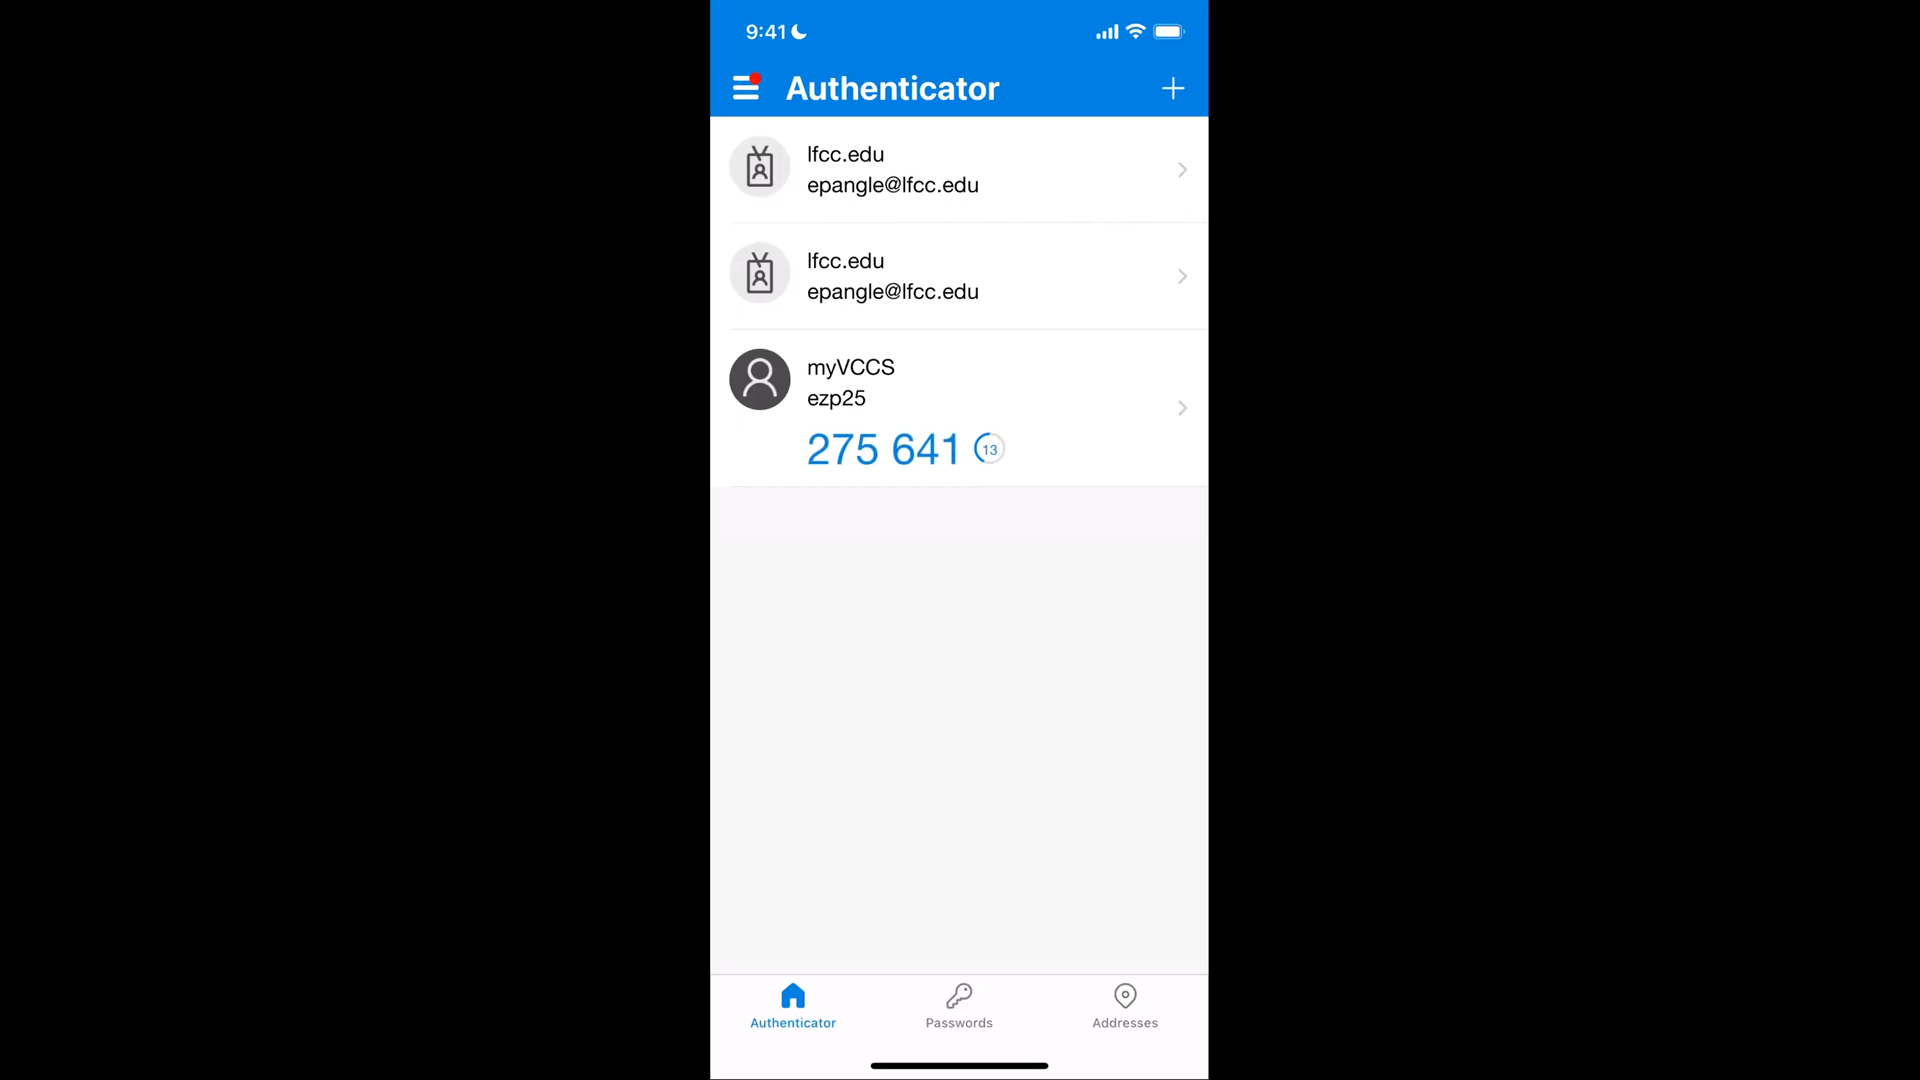 9:41
Authenticator
lfcc.edu
epangle@lfcc.edu
lfcc.edu
epangle@lfcc.edu
myVCCS
ezp25
275 641 13
Authenticator Passwords Addresses